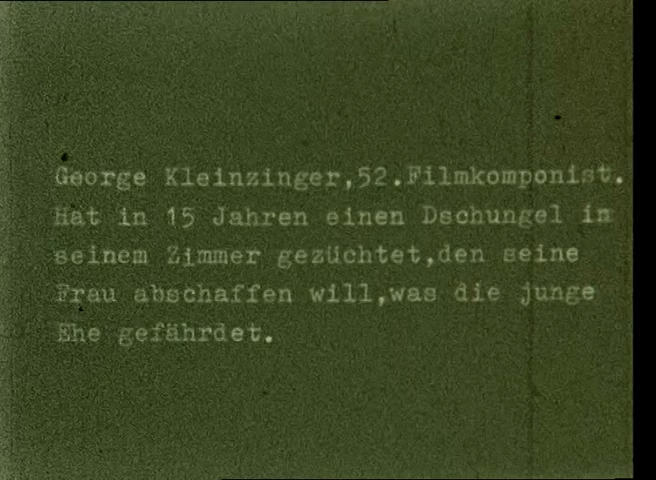 George Kleinzinger,52.Filmkomponist.
Hat in 15 Jahren einen Dschungel in
seinem Zimmer gezüchtet,den seine
Frau abschaffen will,was die junge
Ehe gefährdet.